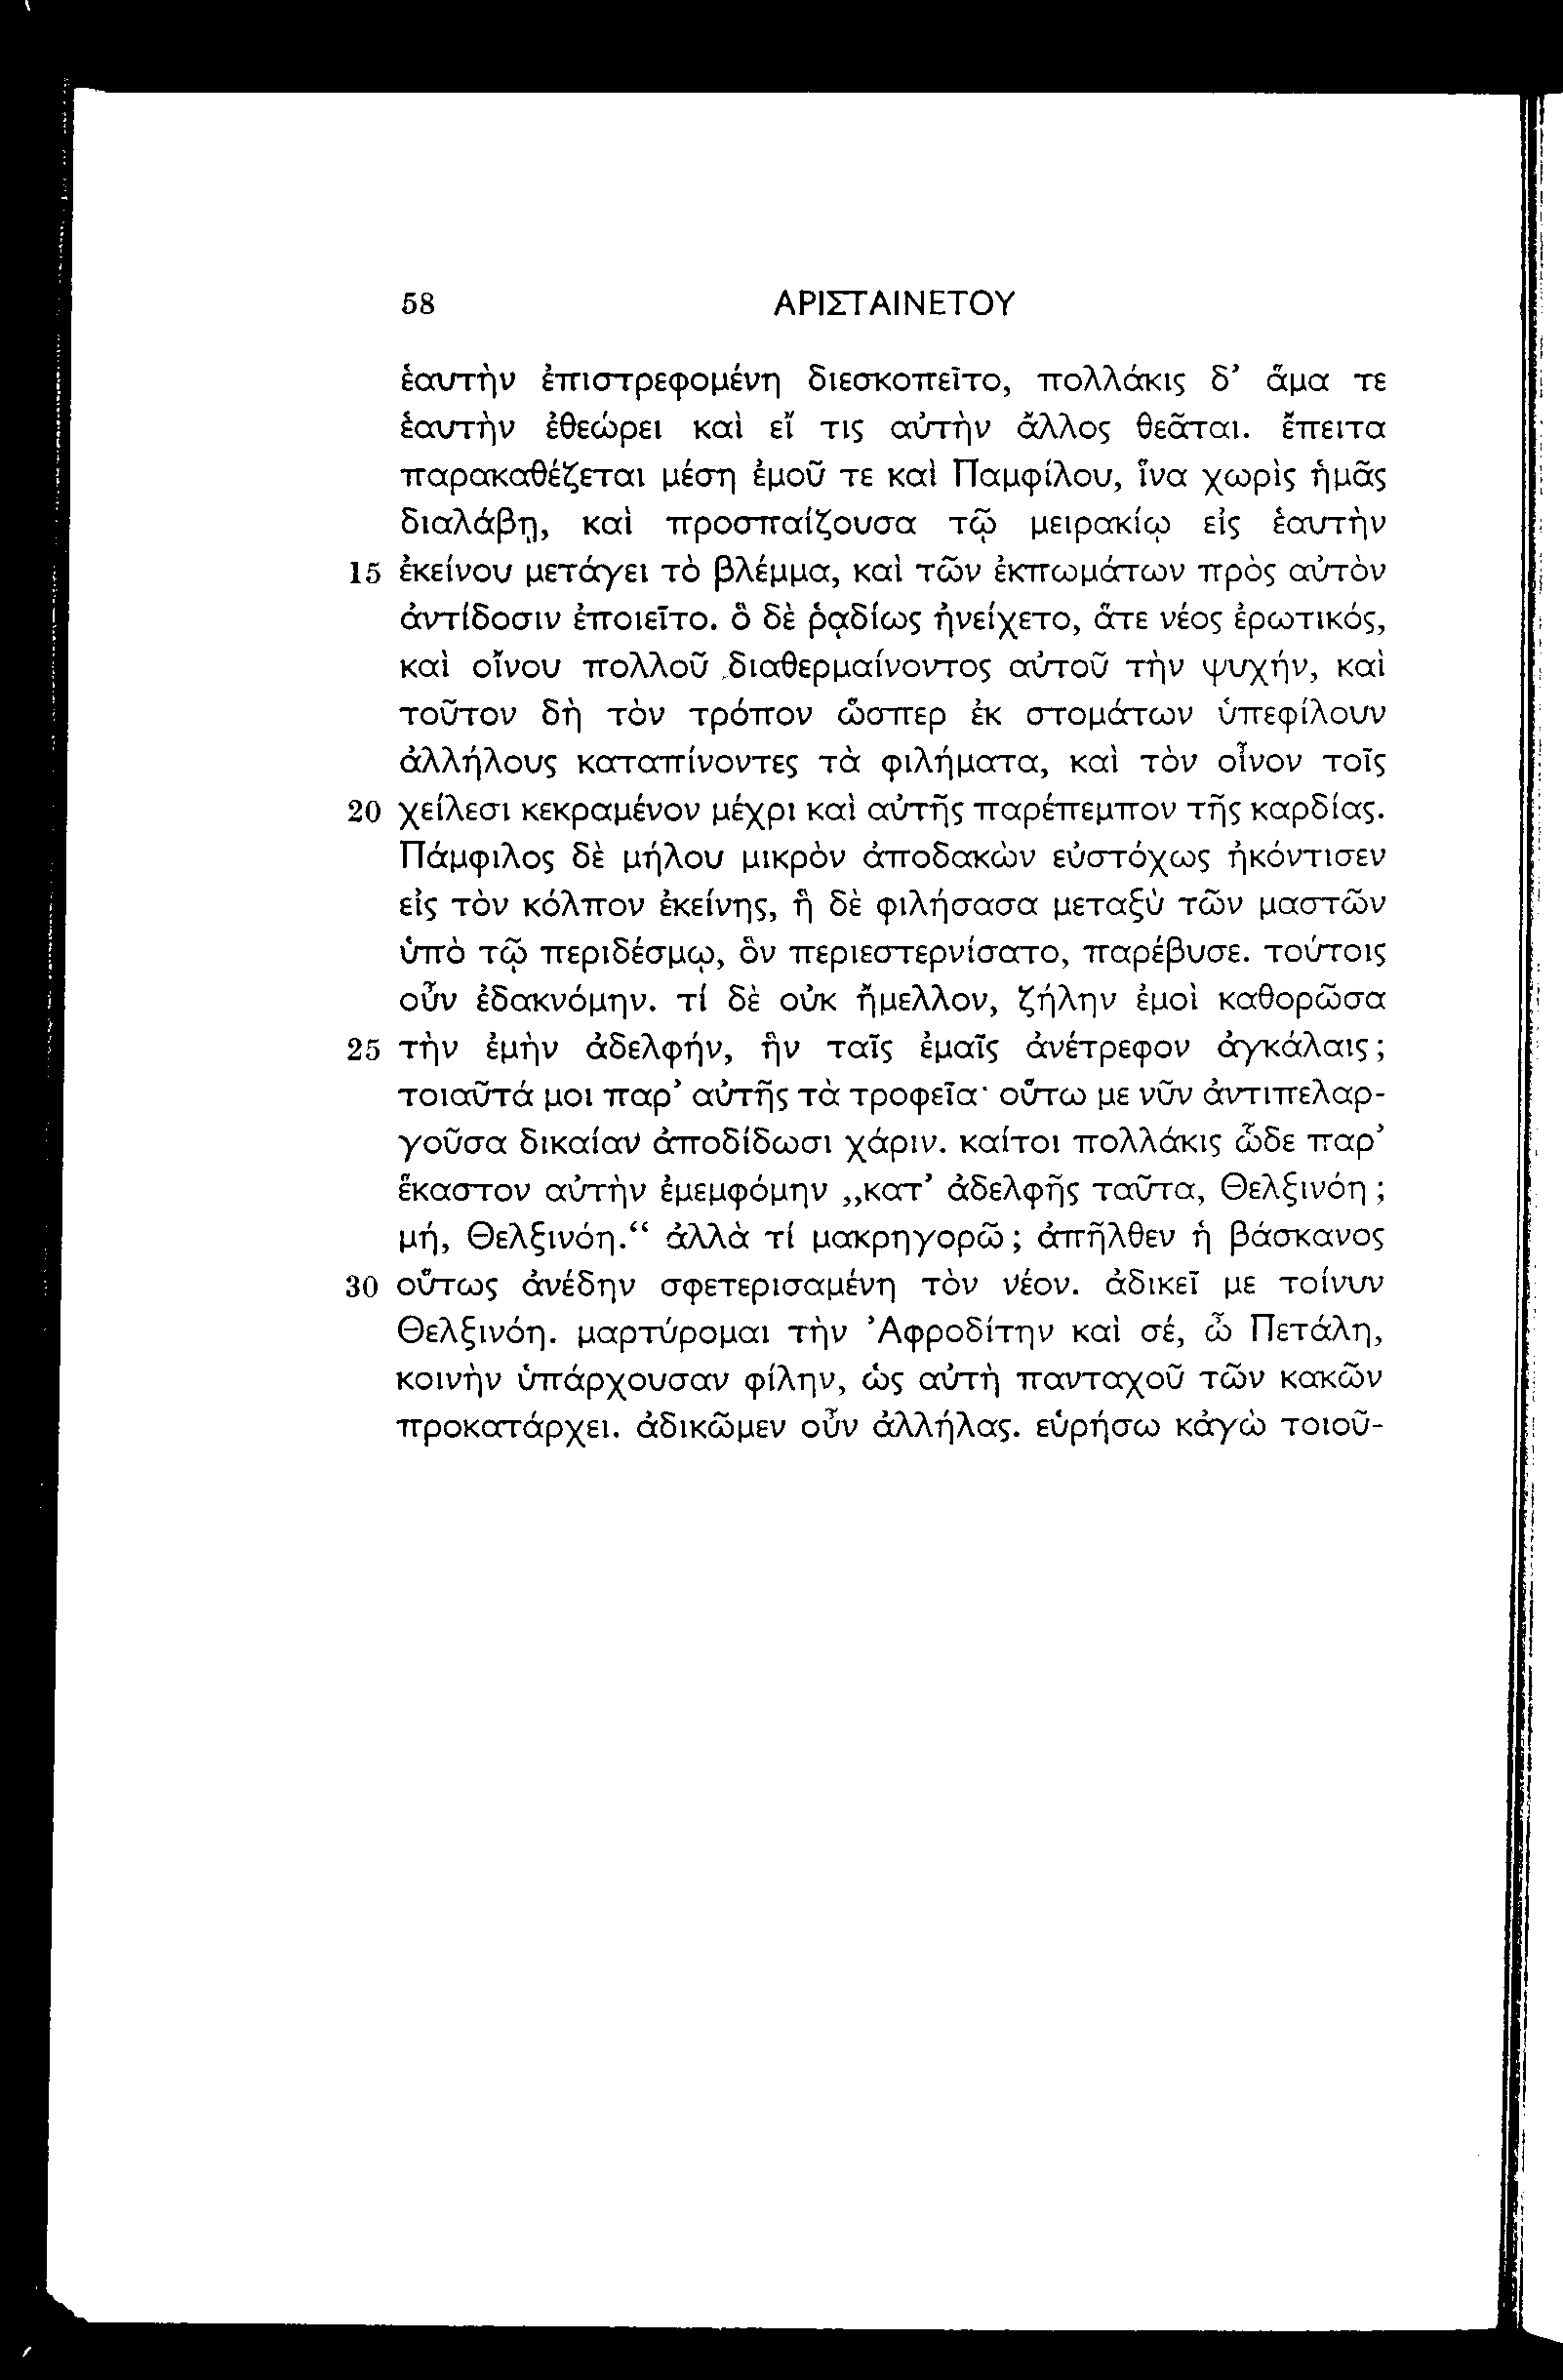 58 ΑΡΙΣΤΑΙΝΕΤΟΥ
ἑαυτὴν ἐπιστρεφομένη διεσκοπεῖτο, πολλάκις δ’ ἅμα τε
ἑαυτὴν ἐθεώρει καὶ εἴ τις αὐτὴν ἄλλος θεᾶται. ἔπειτα
παρακαθέζεται μέση ἐμοῦ τε καὶ Παμφίλου, ἵνα χωρὶς ἡμᾶς
διαλάβῃ, καὶ προσπαίζουσα τῷ μειρακίῳ εἰς ἑαυτὴν
15 ἐκείνου μετάγει τὸ βλέμμα, καὶ τῶν ἐκπωμάτων πρὸς αὐτὸν
ἀντίδοσιν ἐποιεῖτο. ὃ δὲ ῥᾳδίως ἠνείχετο, ἅτε νέος ἐρωτικός,
καὶ οἴνου πολλοῦ διαθερμαίνοντος αὐτοῦ τὴν ψυχήν, καὶ
τοῦτον δὴ τὸν τρόπον ὥσπερ ἐκ στομάτων ὑπεφίλουν
ἀλλήλους καταπίνοντες τὰ φιλήματα, καὶ τὸν οἶνον τοῖς
20 χείλεσι κεκραμένον μέχρι καὶ αὐτῆς παρέπεμπον τῆς καρδίας.
Πάμφιλος δὲ μήλου μικρὸν ἀποδακὼν εὐστόχως ἠκόντισεν
εἰς τὸν κόλπον ἐκείνης, ἣ δὲ φιλήσασα μεταξὺ τῶν μαστῶν
ὑπὸ τῷ περιδέσμῳ, ὃν περιεστερνίσατο, παρέβυσε. τούτοις
οὖν ἐδακνόμην. τί δὲ οὐκ ἤμελλον, ζήλην ἐμοὶ καθορῶσα
25 τὴν ἐμὴν ἀδελφήν, ἣν ταῖς ἐμαῖς ἀνέτρεφον ἀγκάλαις;
τοιαῦτά μοι παρ’ αὐτῆς τὰ τροφεῖα· οὕτω με νῦν ἀντιπελαρ-
γοῦσα δικαίαν ἀποδίδωσι χάριν. καίτοι πολλάκις ὧδε παρ’
ἕκαστον αὐτὴν ἐμεμφόμην „κατ’ ἀδελφῆς ταῦτα, Θελξινόη;
μή, Θελξινόη.“ ἀλλὰ τί μακρηγορῶ; ἀπῆλθεν ἡ βάσκανος
30 οὕτως ἀνέδην σφετερισαμένη τὸν νέον. ἀδικεῖ με τοίνυν
Θελξινόη. μαρτύρομαι τὴν Ἀφροδίτην καὶ σέ, ὦ Πετάλη,
κοινὴν ὑπάρχουσαν φίλην, ὡς αὐτὴ πανταχοῦ τῶν κακῶν
προκατάρχει. ἀδικῶμεν οὖν ἀλλήλας. εὑρήσω κἀγὼ τοιοῦ-